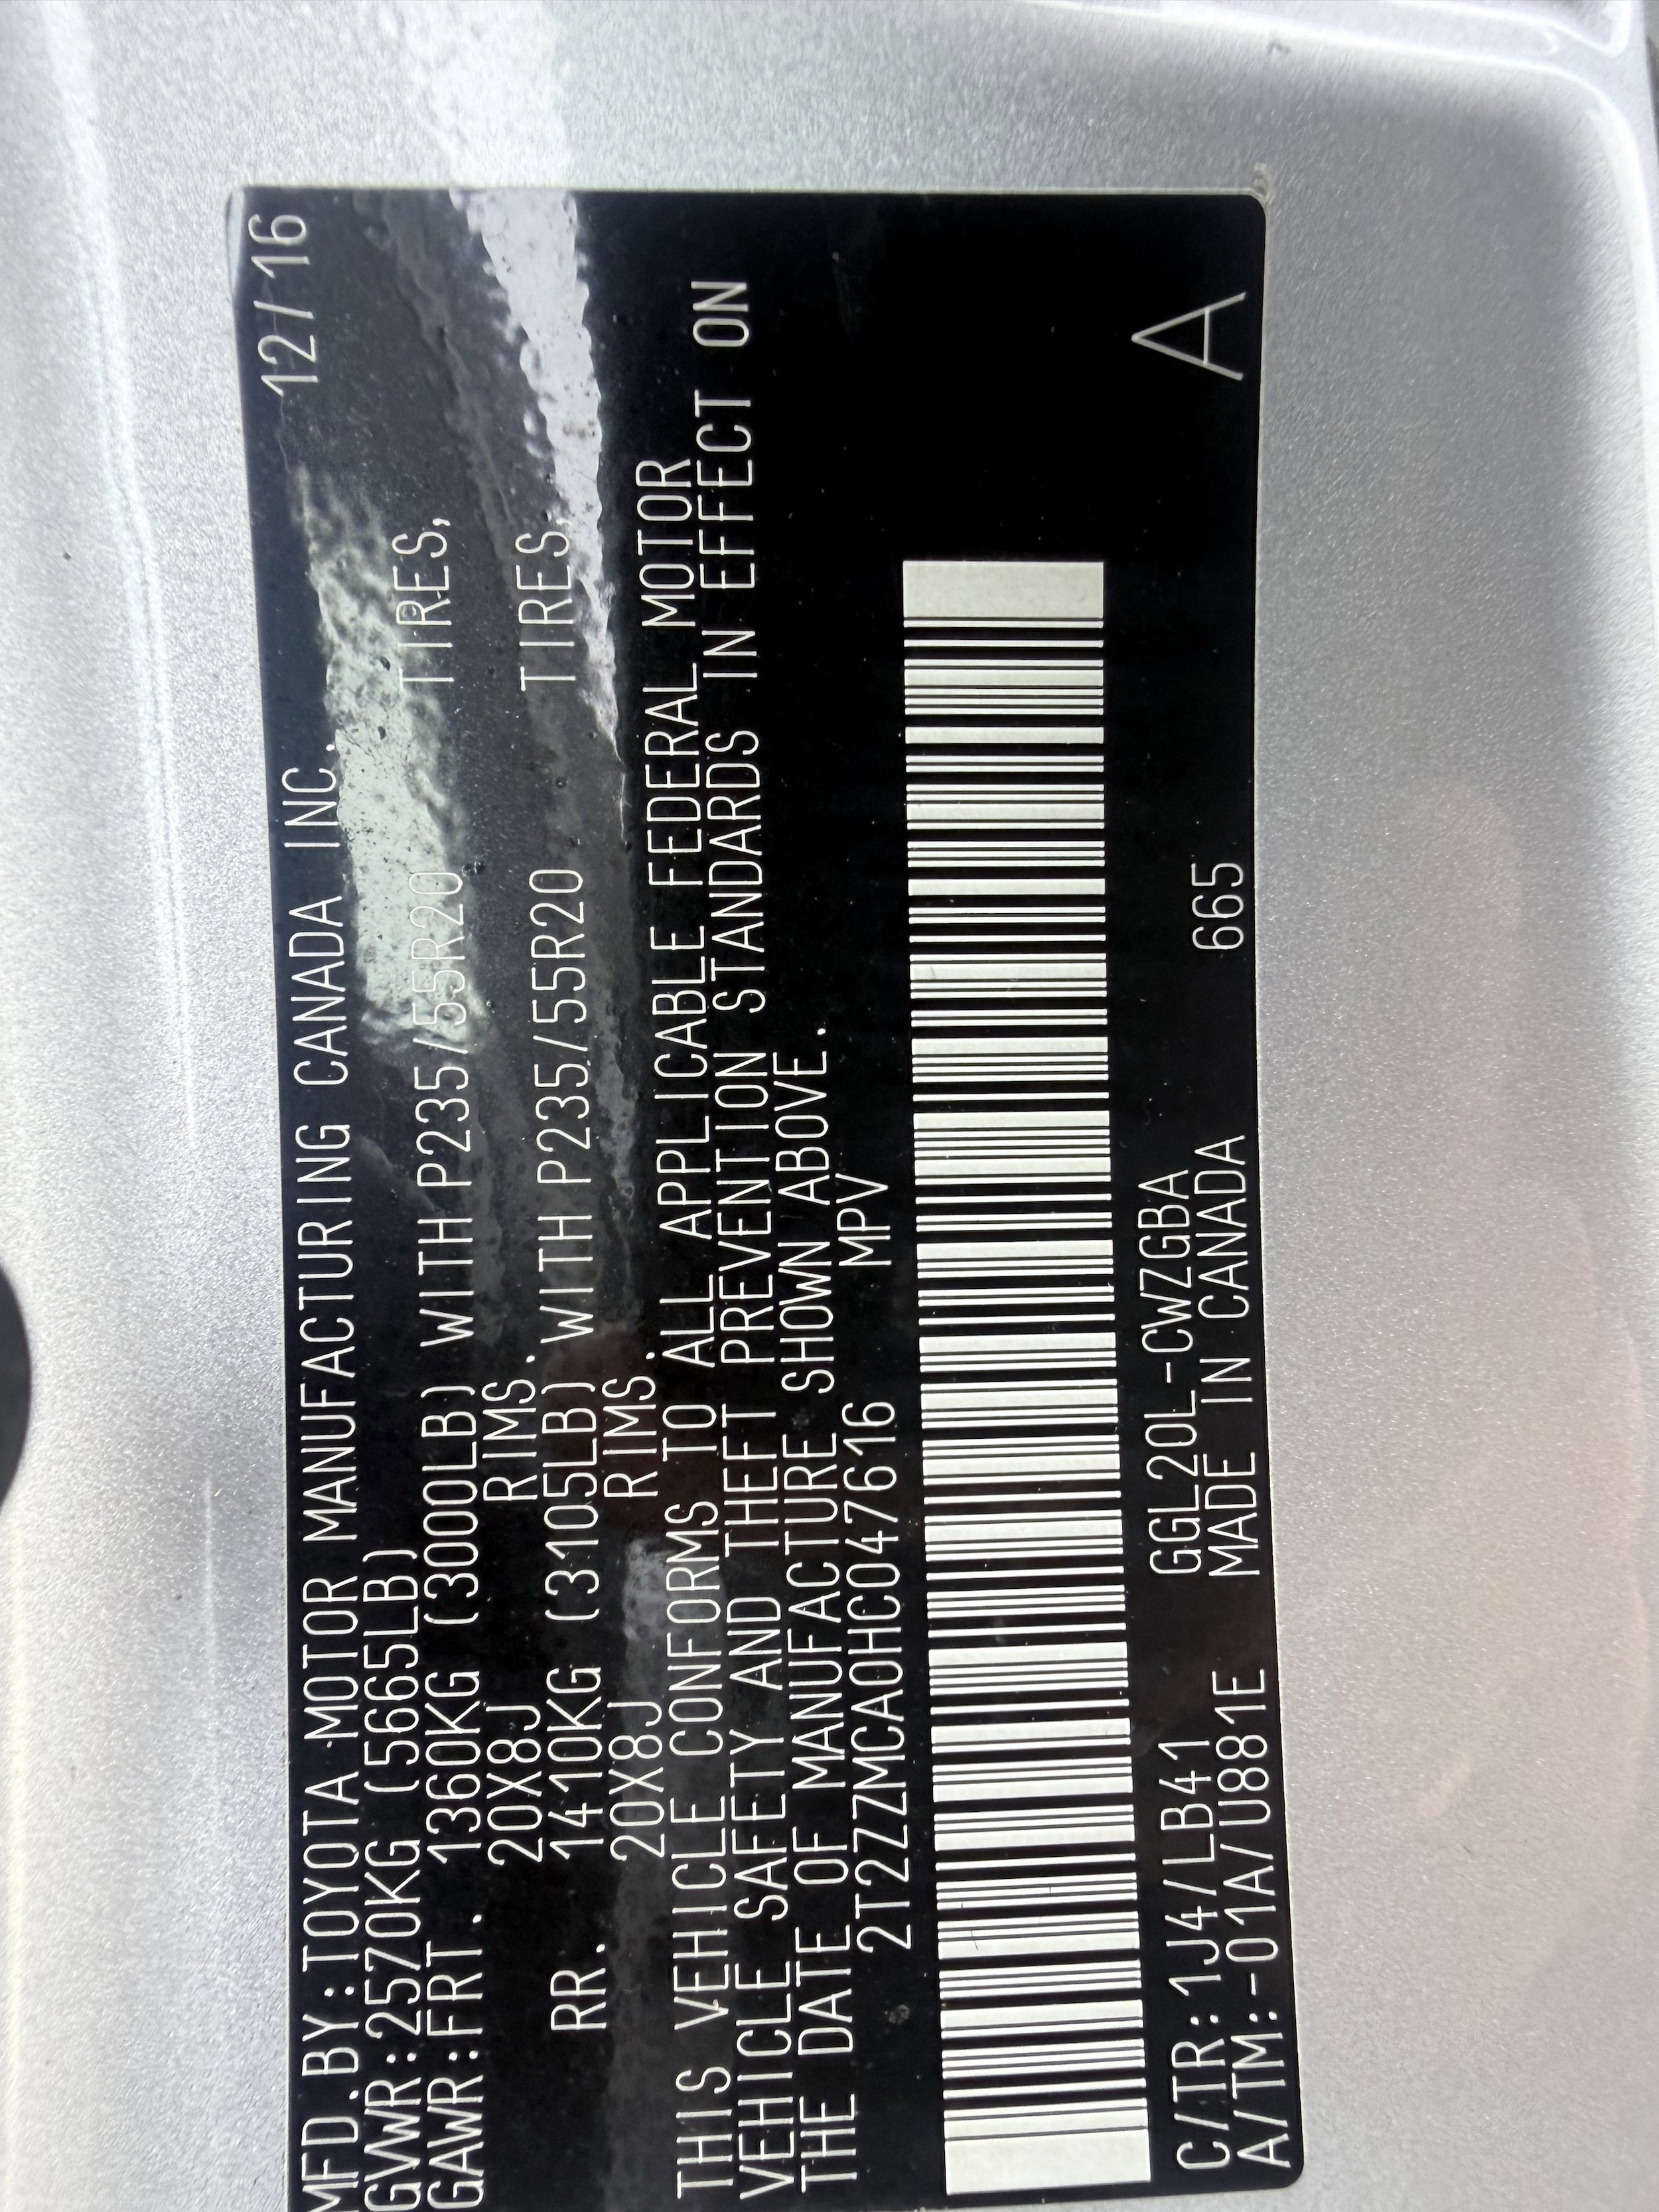 MFD.BY:TOYOTA MOTOR MANUFACTURING CANADA INC. 12/16
GVWR:2570KG (5665LB)
GAWR:FRT. 1360KG (3000LB) WITH P235/55R20 TIRES,
20X8J RIMS.
RR. 1410KG (3105LB) WITH P235/55R20 TIRES,
20X8J RIMS.
THIS VEHICLE CONFORMS TO ALL APPLICABLE FEDERAL MOTOR
VEHICLE SAFETY AND THEFT PREVENTION STANDARDS IN EFFECT ON
THE DATE OF MANUFACTURE SHOWN ABOVE.
2T2ZZMCA0HC047616 MPV
C/TR:1J4/LB41 GGL20L-CWZGBA
A/TM:-01A/U881E MADE IN CANADA 665 A